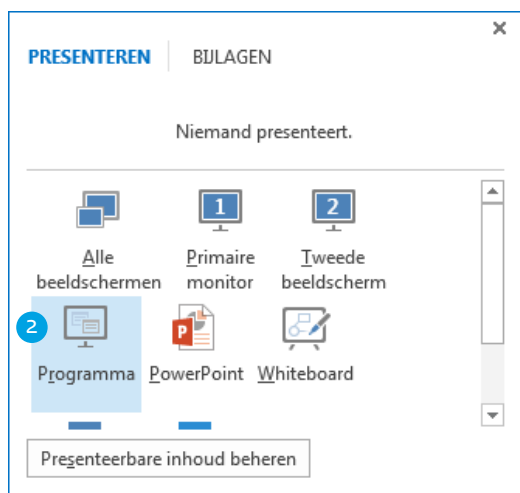 PRESENTEREN BIJLAGEN
Niemand presenteert.
1 2
Alle Primaire Tweede
beeldschermen monitor beeldscherm
2
P
Programma PowerPoint Whiteboard
Presenteerbare inhoud beheren